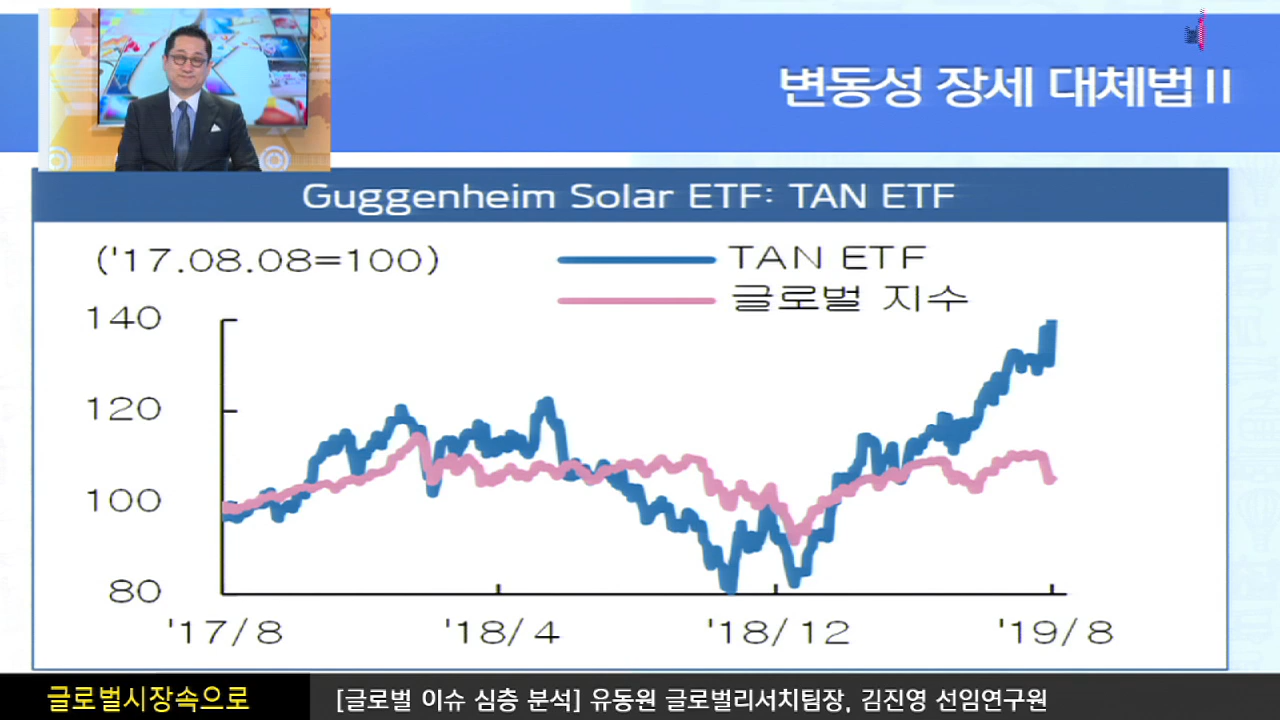 변동성 장세 대체법 II
Guggenheim Solar ETF: TAN ETF
('17.08.08=100)
TAN ETF
글로벌 지수
140
120
100
80
'17/8
'18/4
'18/12
'19/8
글로벌시장속으로
[글로벌 이슈 심층 분석] 유동원 글로벌리서치팀장, 김진영 선임연구원